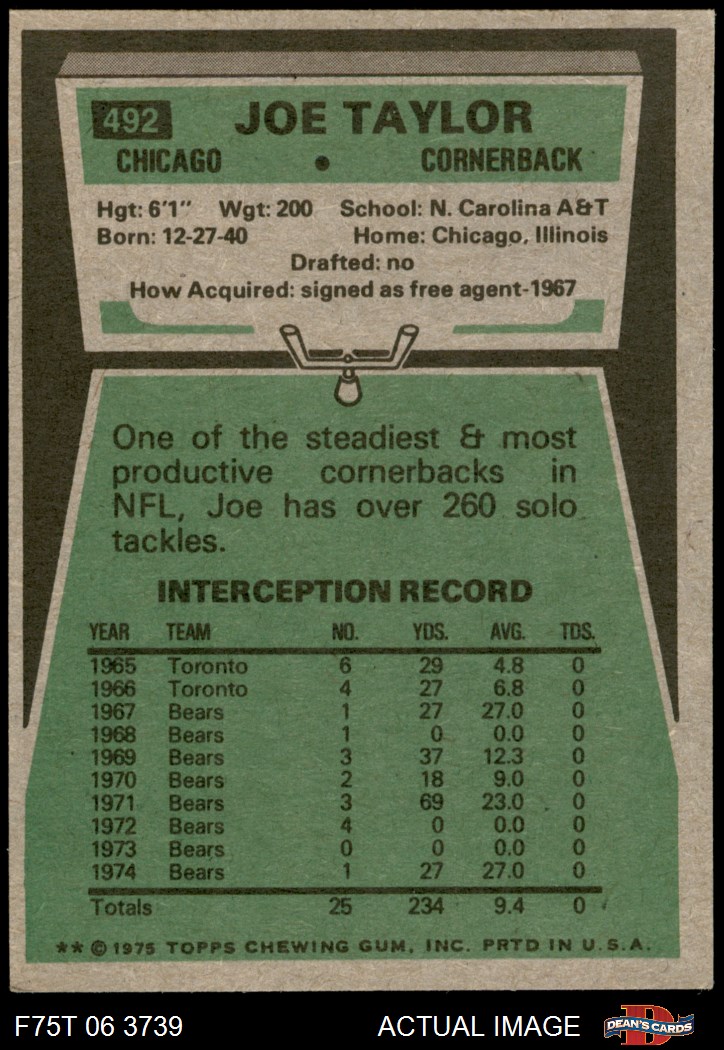 492 JOE TAYLOR
CHICAGO • CORNERBACK
Hgt: 6'1" Wgt: 200 School: N. Carolina A&T
Born: 12-27-40 Home: Chicago, Illinois
Drafted: no
How Acquired: signed as free agent-1967
One of the steadiest & most
productive cornerbacks in
NFL, Joe has over 260 solo
tackles.
INTERCEPTION RECORD
YEAR TEAM NO. YDS. AVG. TDS.
1965 Toronto 6 29 4.8 0
1966 Toronto 4 27 6.8 0
1967 Bears 1 27 27.0 0
1968 Bears 1 0 0.0 0
1969 Bears 3 37 12.3 0
1970 Bears 2 18 9.0 0
1971 Bears 3 69 23.0 0
1972 Bears 4 0 0.0 0
1973 Bears 0 0 0.0 0
1974 Bears 1 27 27.0 0
Totals 25 234 9.4 0
** © 1975 TOPPS CHEWING GUM, INC. PRTD IN U.S.A.
F75T 06 3739 ACTUAL IMAGE D DEAN'S CARDS